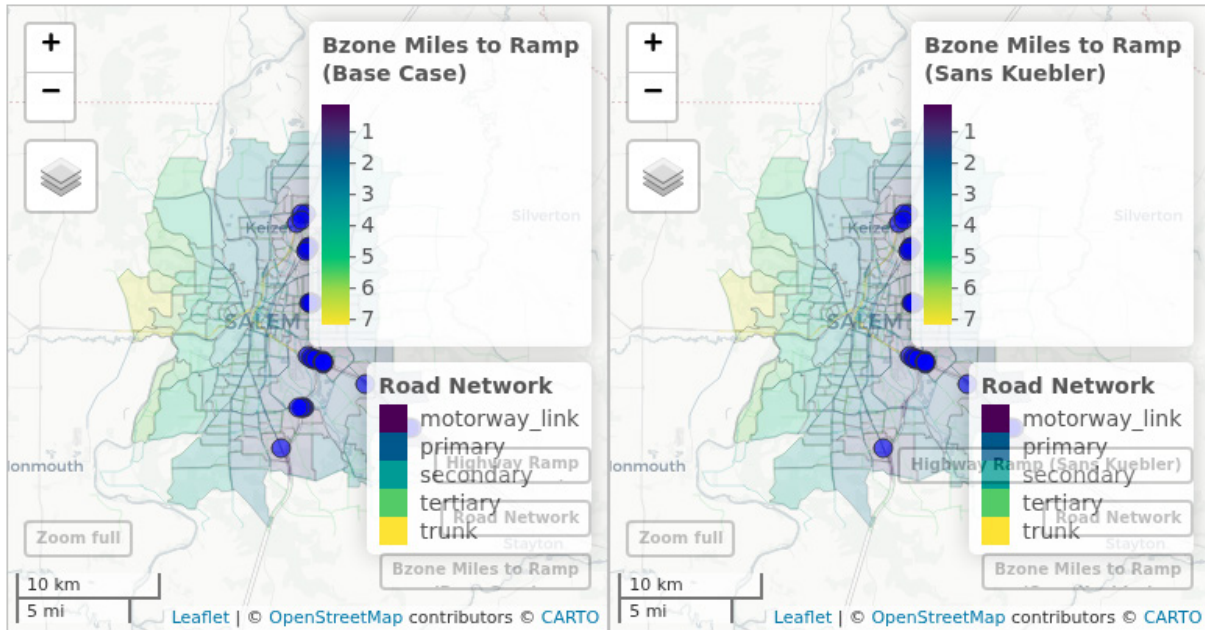 +
Bzone Miles to Ramp
(Base Case)
−
1
2
3
4
5
6
7
Silverton
Keize
SALEM
Road Network
motorway_link
primary
secondary
tertiary
trunk
onmouth
Highway Ramp
Road Network
Zoom full
Stayton
Bzone Miles to Ramp
10 km
5 mi
Leaflet | © OpenStreetMap contributors © CARTO
+
Bzone Miles to Ramp
(Sans Kuebler)
−
1
2
3
4
5
6
7
Silverton
Keize
SALEM
Road Network
motorway_link
primary
secondary
tertiary
trunk
onmouth
Highway Ramp (Sans Kuebler)
Road Network
Zoom full
Stayton
Bzone Miles to Ramp
10 km
5 mi
Leaflet | © OpenStreetMap contributors © CARTO